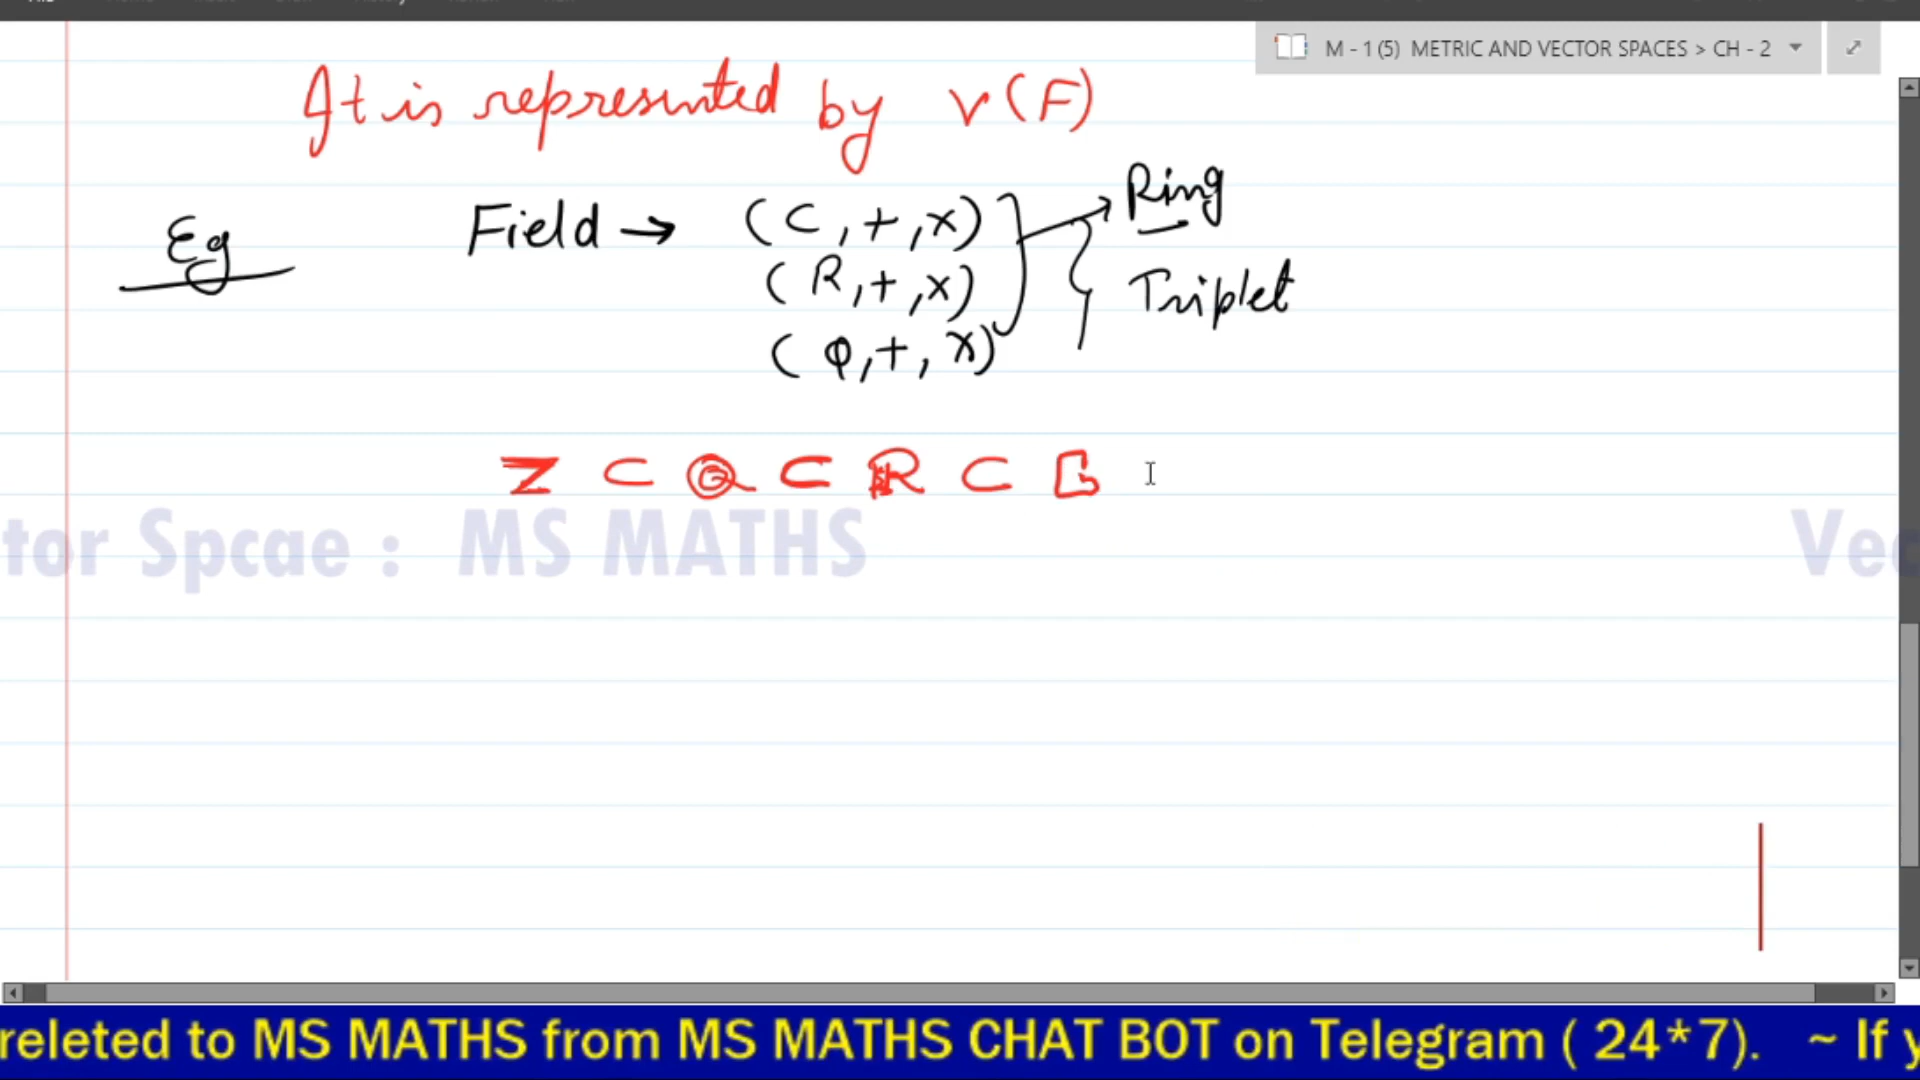 M - 1 (5) METRIC AND VECTOR SPACES > CH - 2
It is represented by V(F)
Eg Field → (C,+,x) Ring
(R,+,x) Triplet
(Q,+,x)
Z ⊂ Q ⊂ R ⊂ C
tor Spcae : MS MATHS Vec
releted to MS MATHS from MS MATHS CHAT BOT on Telegram ( 24*7). ~ If y